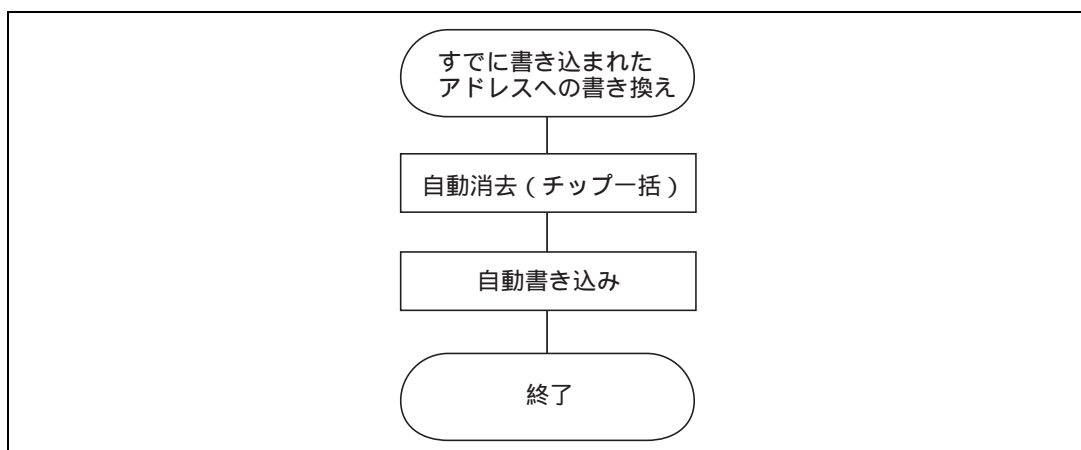 すでに書き込まれた
アドレスへの書き換え
自動消去（チップ一括）
自動書き込み
終了